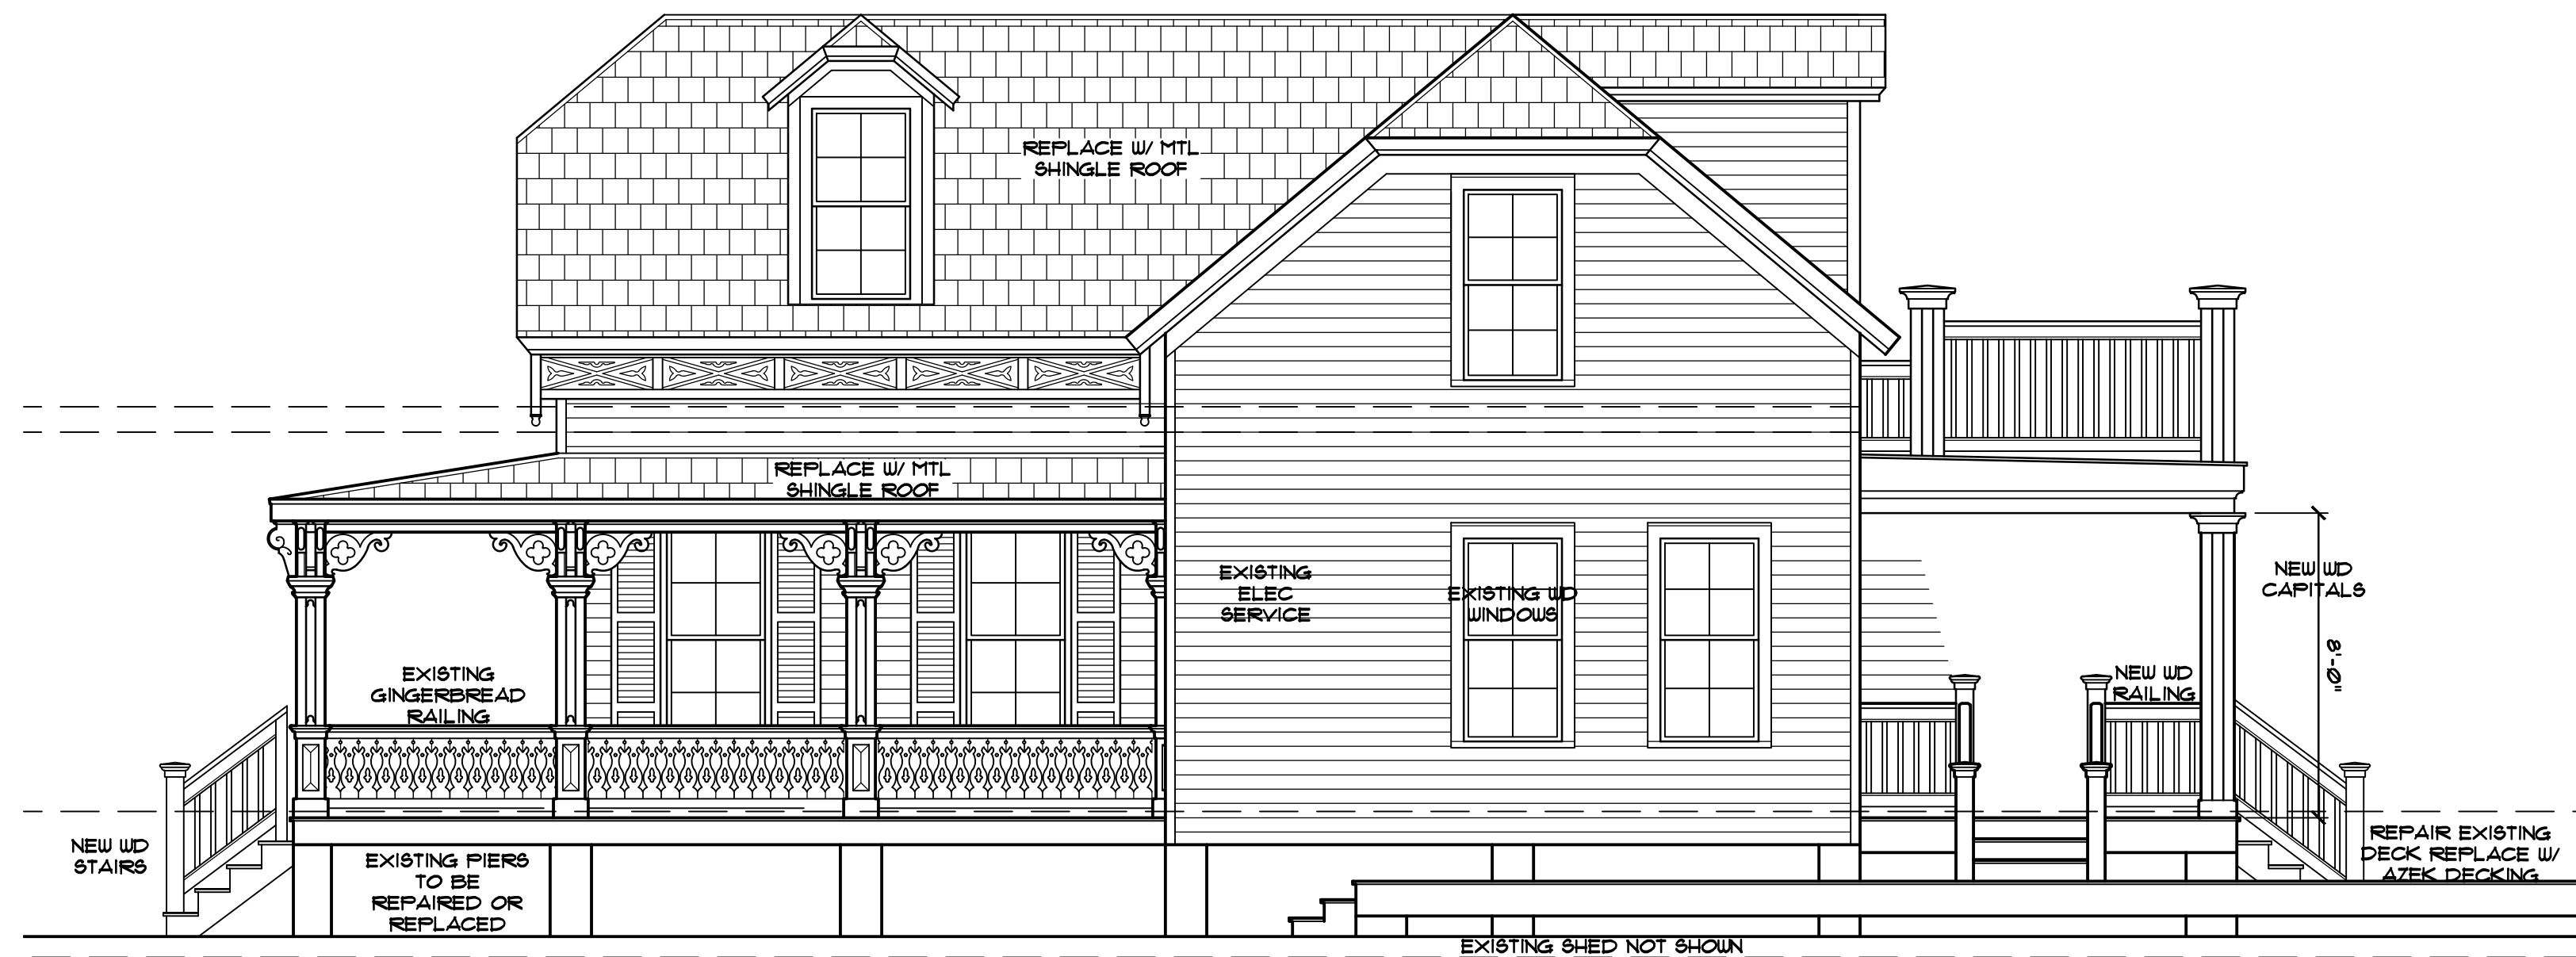 REPLACE W/ MTL
SHINGLE ROOF
REPLACE W/ MTL
SHINGLE ROOF
EXISTING
ELEC
SERVICE
EXISTING WD
WINDOWS
NEW WD
CAPITALS
8'-0"
EXISTING
GINGERBREAD
RAILING
NEW WD
RAILING
NEW WD
STAIRS
EXISTING PIERS
TO BE
REPAIRED OR
REPLACED
REPAIR EXISTING
DECK REPLACE W/
AZEK DECKING
EXISTING SHED NOT SHOWN